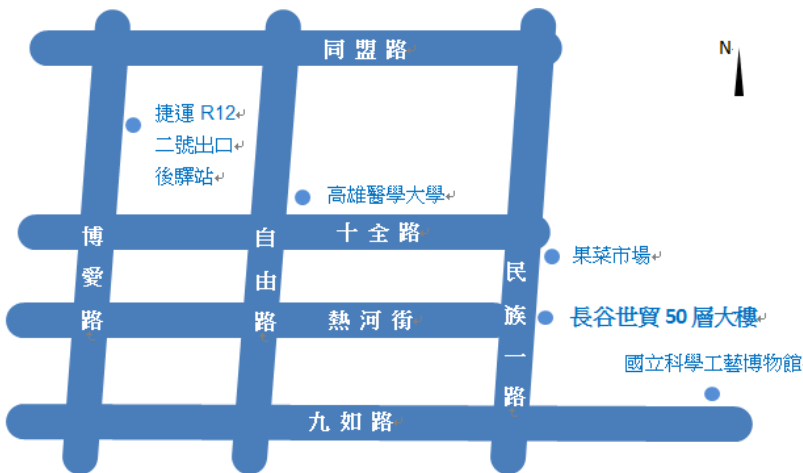 同盟路
N
捷運 R12
二號出口
後驛站
高雄醫學大學
博愛路
自由路
十全路
民族一路
果菜市場
熱河街
長谷世貿 50 層大樓
國立科學工藝博物館
九如路